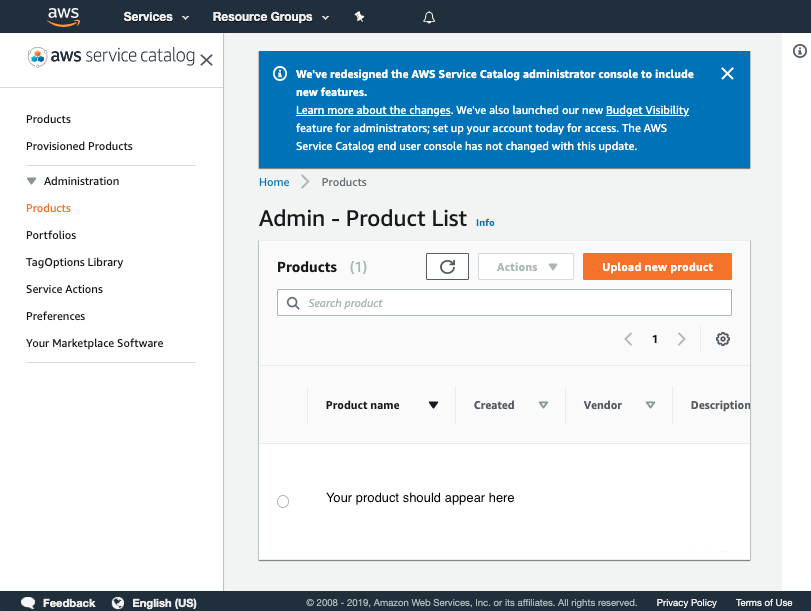 aws
Services
Resource Groups
aws service catalog
Products
Provisioned Products
Administration
Products
Portfolios
TagOptions Library
Service Actions
Preferences
Your Marketplace Software
We've redesigned the AWS Service Catalog administrator console to include
new features.
Learn more about the changes. We've also launched our new Budget Visibility
feature for administrators; set up your account today for access. The AWS
Service Catalog end user console has not changed with this update.
Home Products
Admin - Product List Info
Products (1)
Actions
Upload new product
Search product
1
Product name Created Vendor Description
Your product should appear here
Feedback English (US) © 2008 - 2019, Amazon Web Services, Inc. or its affiliates. All rights reserved. Privacy Policy Terms of Use